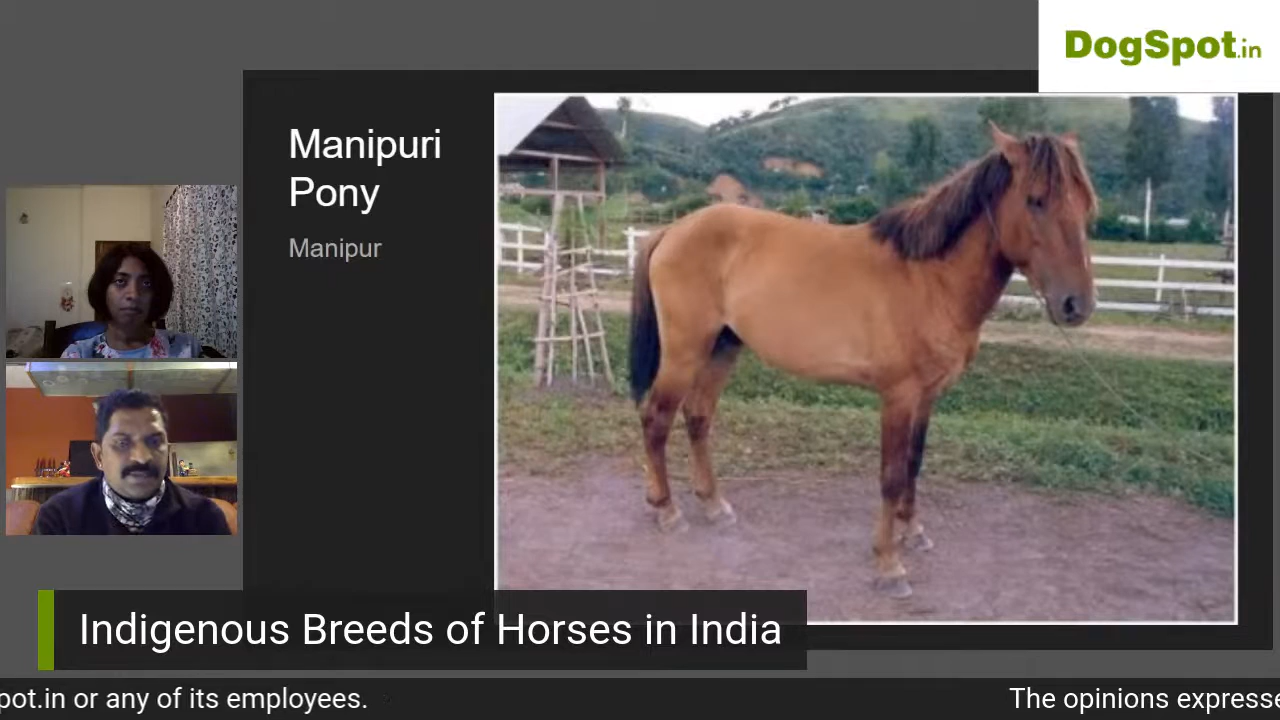 DogSpot.in
Manipuri
Pony
Manipur
Indigenous Breeds of Horses in India
pot.in or any of its employees.
The opinions expresse